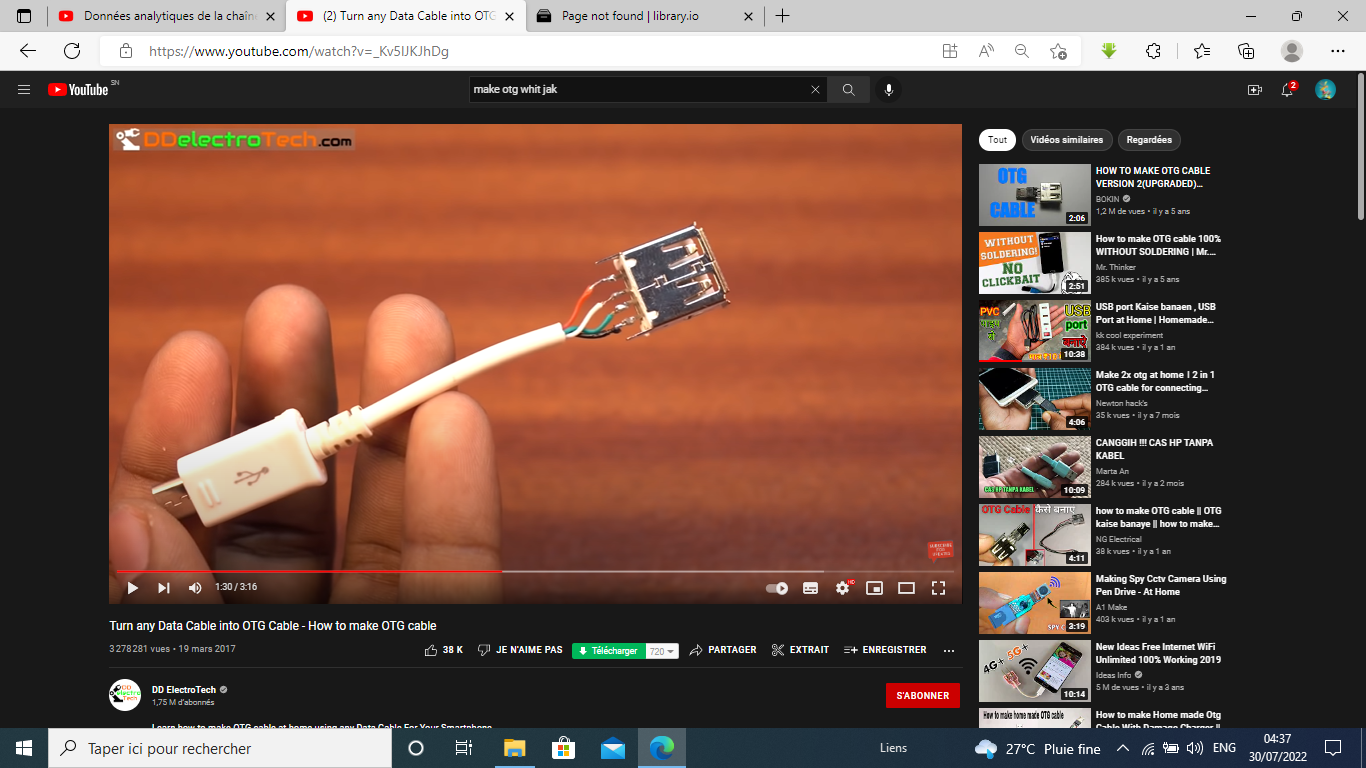 Données analytiques de la chaîne
(2) Turn any Data Cable into OTG
Page not found | library.io
https://www.youtube.com/watch?v=_Kv5IJKJhDg
YouTube SN
make otg whit jak
2
DDelectroTech.com
1:30 / 3:16
HD
Turn any Data Cable into OTG Cable - How to make OTG cable
3 278 281 vues • 19 mars 2017
38 K
JE N'AIME PAS
Télécharger
720
PARTAGER
EXTRAIT
ENREGISTRER
DD ElectroTech
1,75 M d'abonnés
S'ABONNER
Learn how to make OTG cable at home using any Data Cable For Your Smartphone
Tout
Vidéos similaires
Regardées
OTG
CABLE
2:06
HOW TO MAKE OTG CABLE
VERSION 2(UPGRADED)...
BOKIN
1,2 M de vues • il y a 5 ans
WITHOUT
SOLDERING!
NO
CLICKBAIT
2:51
How to make OTG cable 100%
WITHOUT SOLDERING | Mr....
Mr. Thinker
385 k vues • il y a 5 ans
PVC
USB
port
बनाये
10:38
USB port Kaise banaen , USB
Port at Home | Homemade...
kk cool experiment
384 k vues • il y a 1 an
4:06
Make 2x otg at home l 2 in 1
OTG cable for connecting...
Newton hack's
35 k vues • il y a 7 mois
CAS HP TANPA KABEL
10:09
CANGGIH !!! CAS HP TANPA
KABEL
Marta An
284 k vues • il y a 2 mois
OTG Cable कैसे बनाए
4:11
how to make OTG cable || OTG
kaise banaye || how to make...
NG Electrical
38 k vues • il y a 1 an
SPY C
3:19
Making Spy Cctv Camera Using
Pen Drive - At Home
A1 Make
403 k vues • il y a 1 an
4G+ 5G+
10:14
New Ideas Free Internet WiFi
Unlimited 100% Working 2019
Ideas Info
5 M de vues • il y a 3 ans
How to make home made OTG cable
How to make Home made Otg
Cable With Damage Charger ||
Taper ici pour rechercher
Liens
27°C Pluie fine
ENG
04:37
30/07/2022